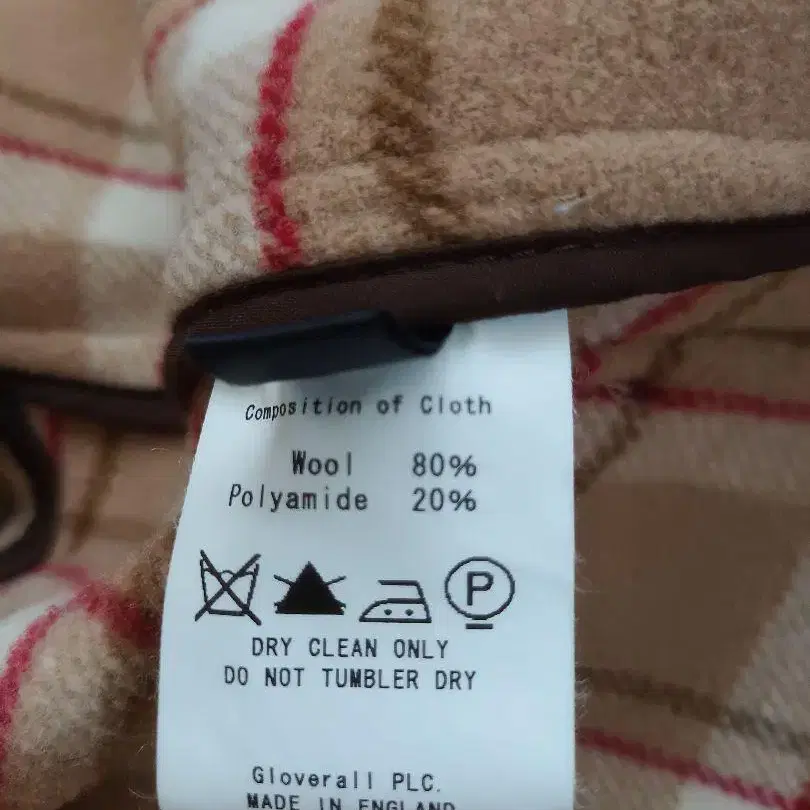 Composition of Cloth
Wool 80%
Polyamide 20%
P
DRY CLEAN ONLY
DO NOT TUMBLER DRY
Gloverall PLC.
MADE IN ENGLAND